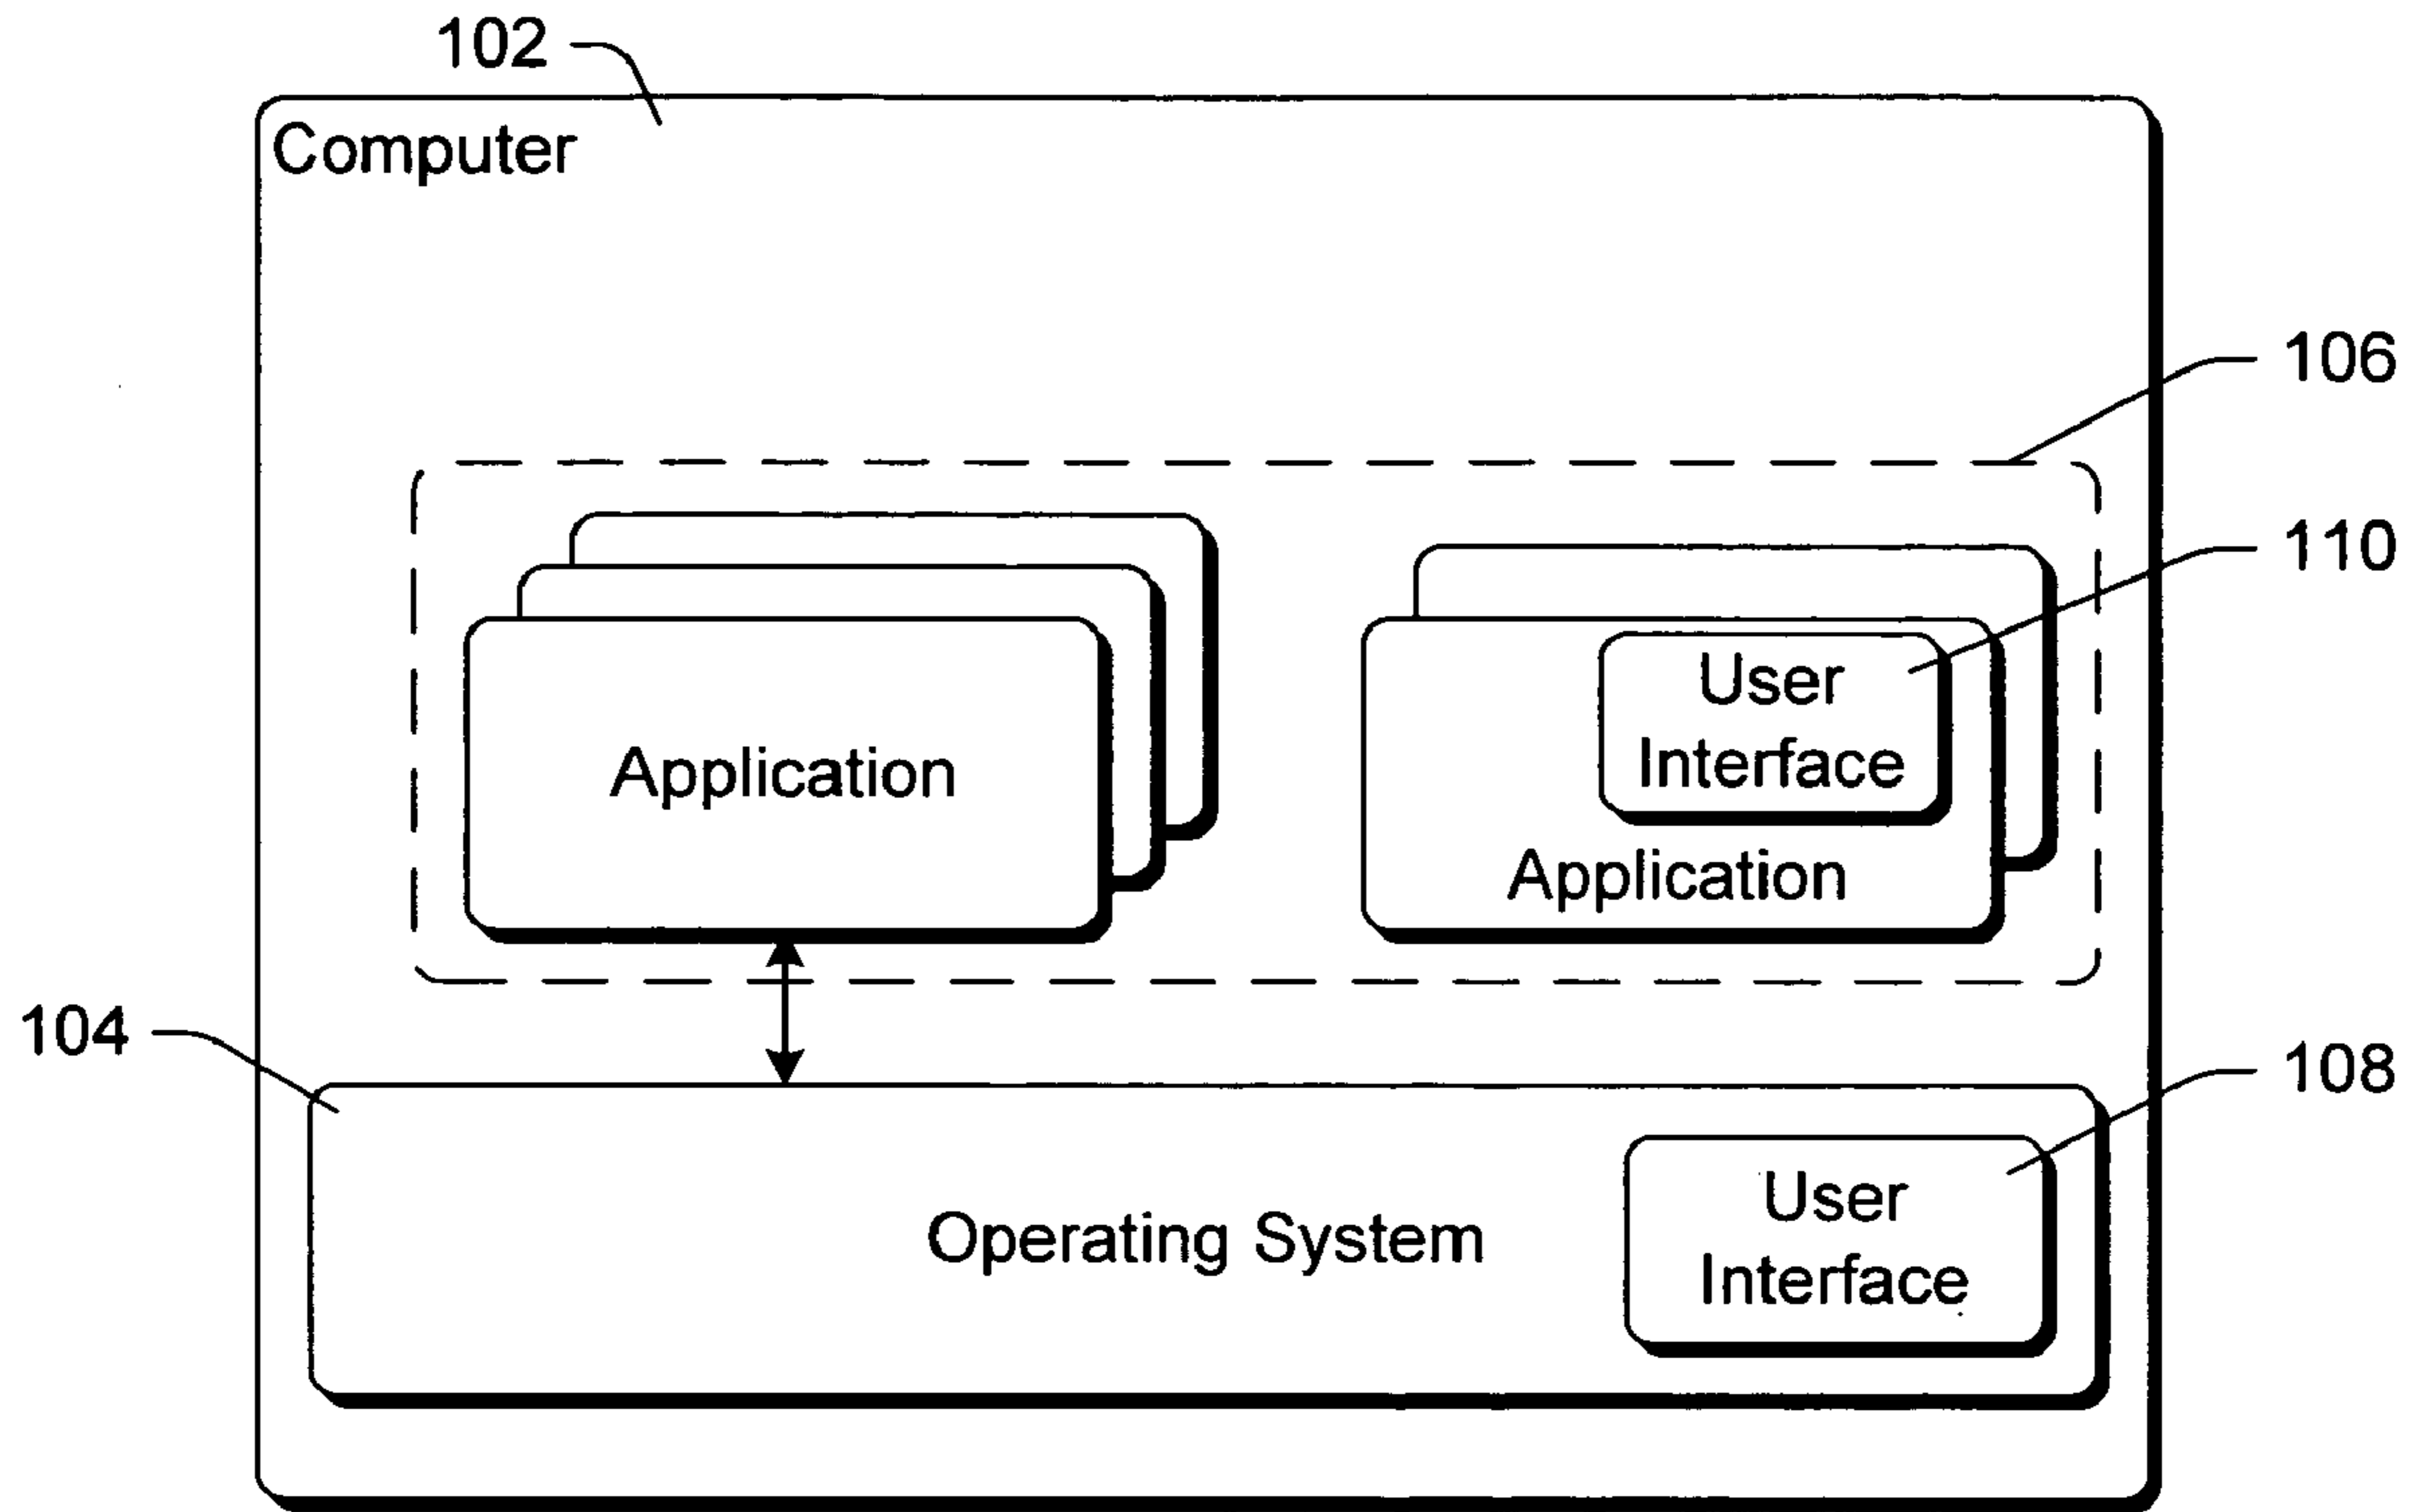 102
Computer
106
110
User
Interface
Application
Application
104
108
User
Interface
Operating System